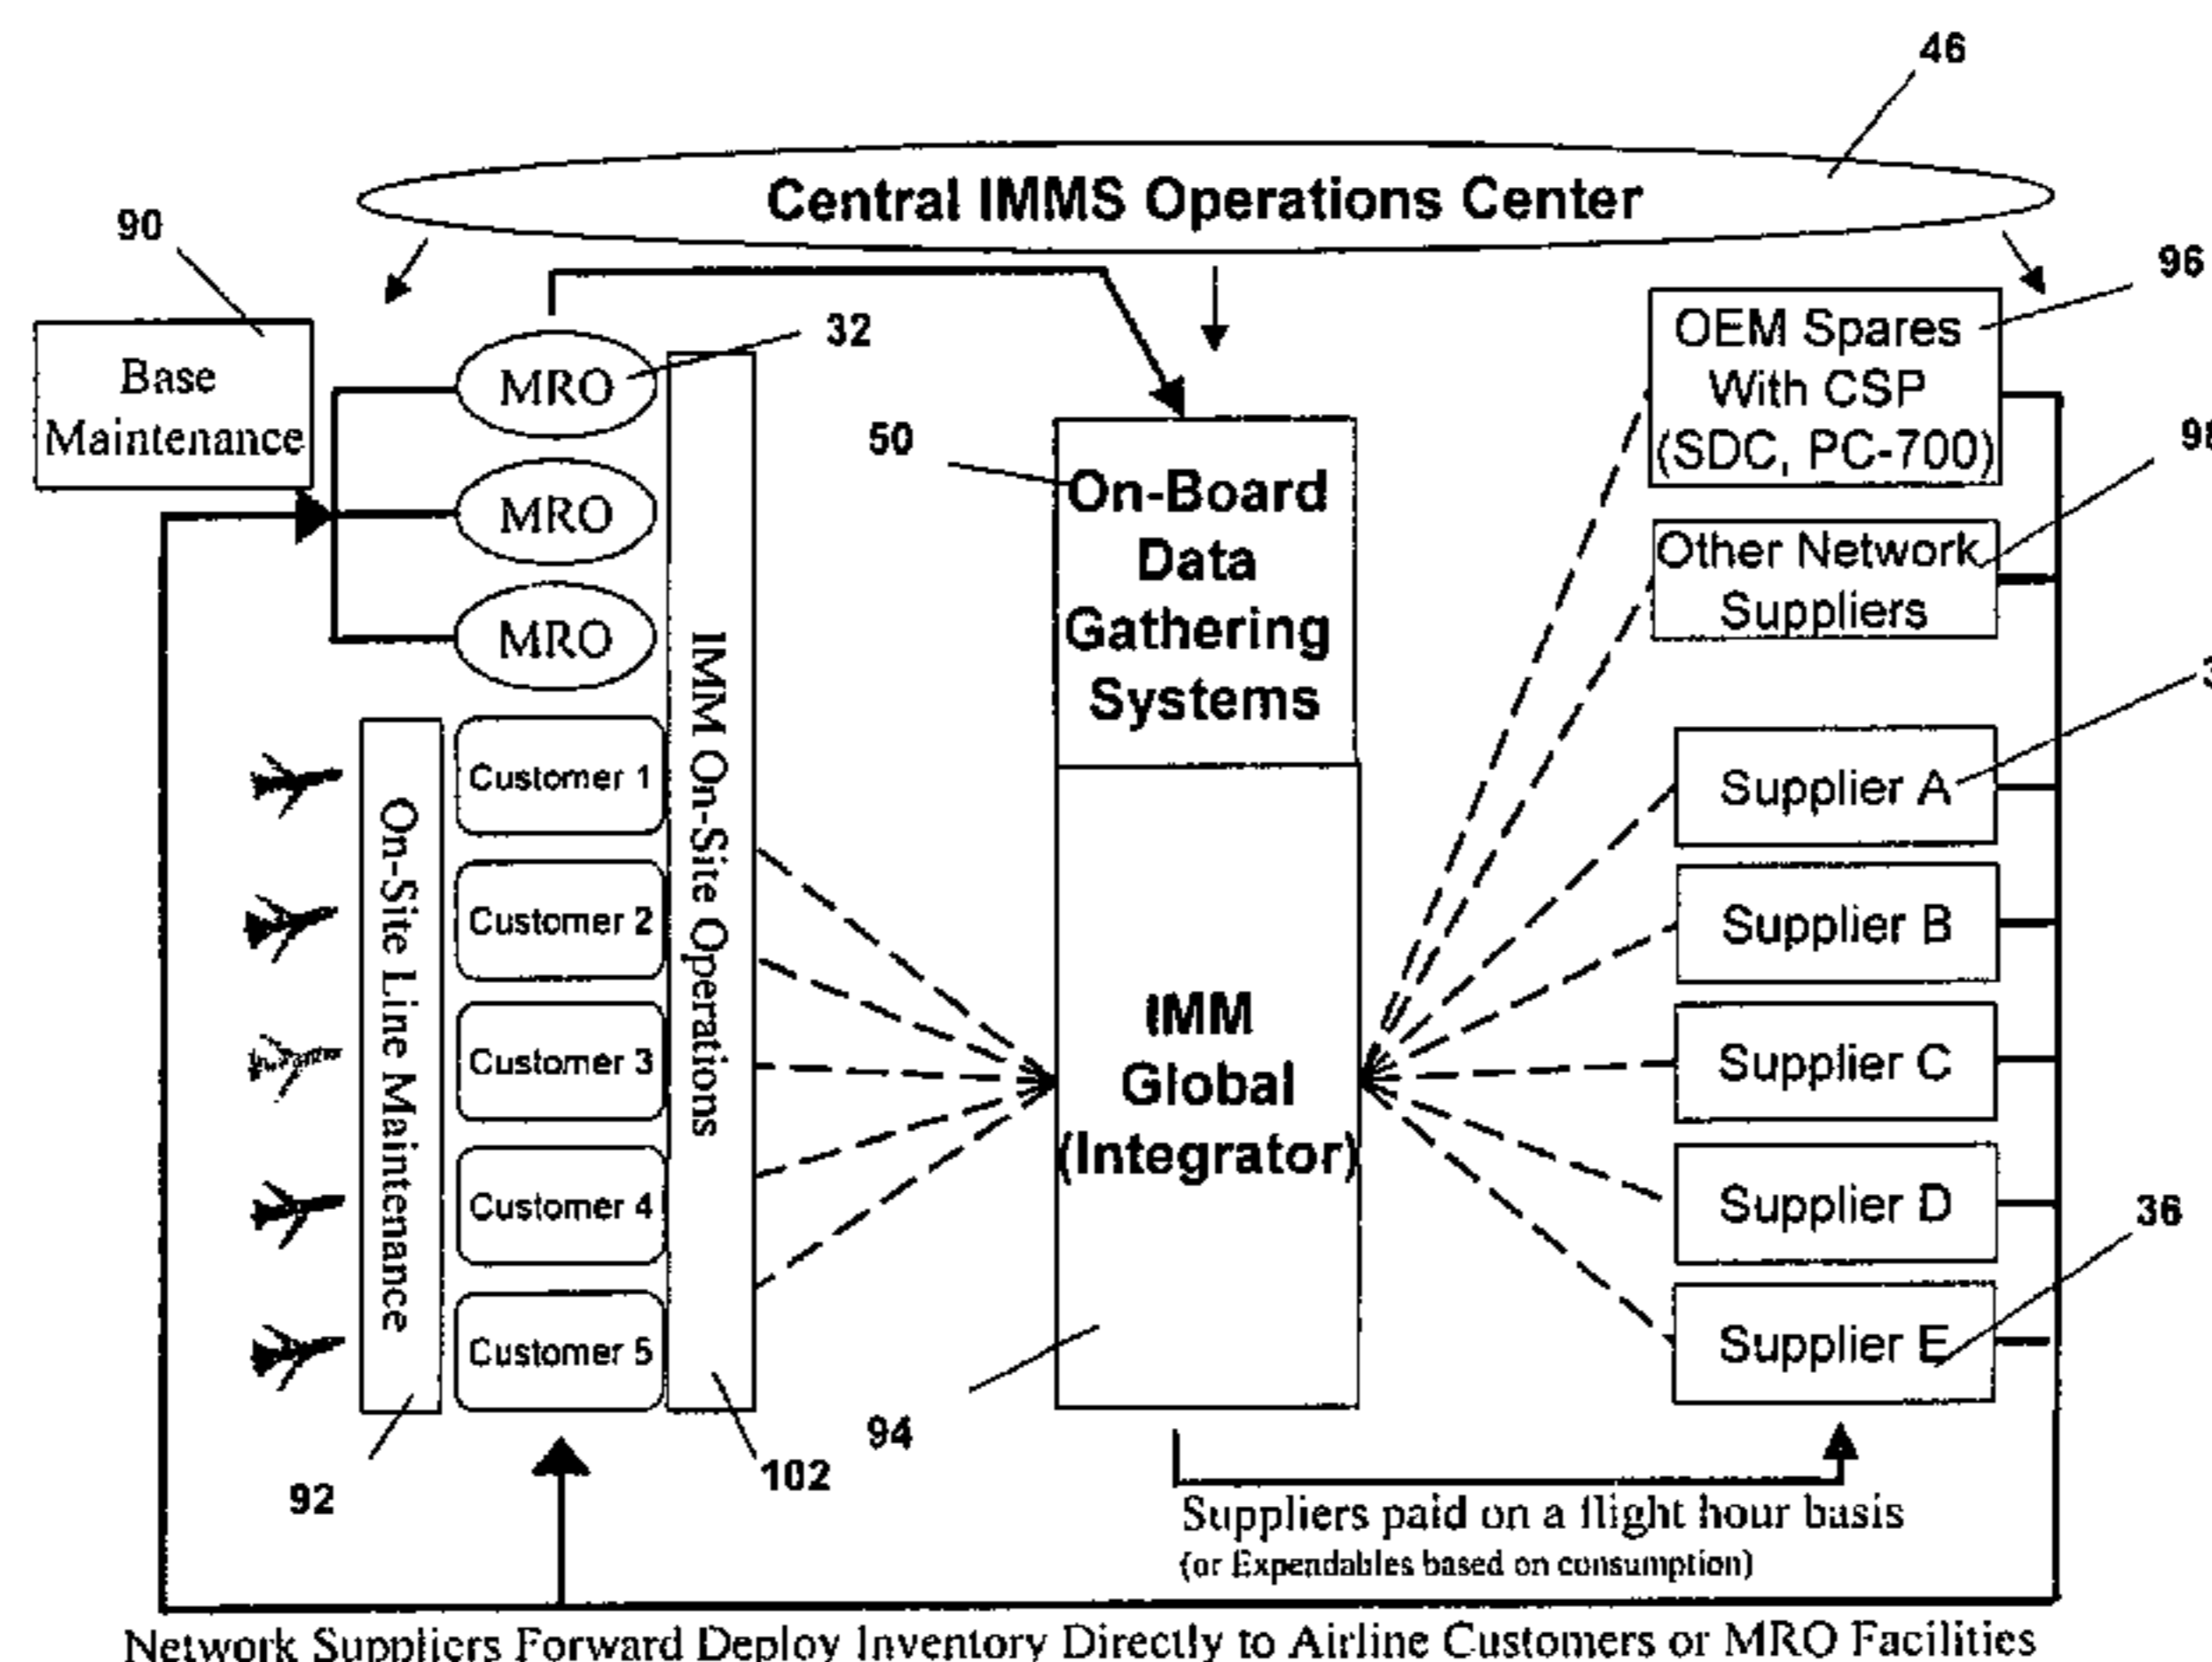 46
Central IMMS Operations Center
90
96
32
Base
Maintenance
MRO
MRO
MRO
50
On-Board
Data
Gathering
Systems
OEM Spares
With CSP
(SDC, PC-700)
Other Network
Suppliers
IMM On-Site Operations
On-Site Line Maintenance
Customer 1
Customer 2
Customer 3
Customer 4
Customer 5
IMM
Global
(Integrator)
Supplier A
Supplier B
Supplier C
Supplier D
Supplier E
36
94
102
92
Suppliers paid on a flight hour basis
(or Expendables based on consumption)
Network Suppliers Forward Deploy Inventory Directly to Airline Customers or MRO Facilities